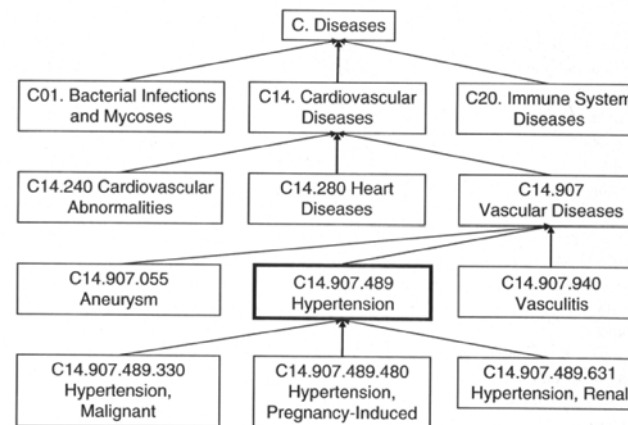 C. Diseases
C01. Bacterial Infections
and Mycoses
C14. Cardiovascular
Diseases
C20. Immune System
Diseases
C14.240 Cardiovascular
Abnormalities
C14.280 Heart
Diseases
C14.907
Vascular Diseases
C14.907.055
Aneurysm
C14.907.489
Hypertension
C14.907.940
Vasculitis
C14.907.489.330
Hypertension,
Malignant
C14.907.489.480
Hypertension,
Pregnancy-Induced
C14.907.489.631
Hypertension, Renal